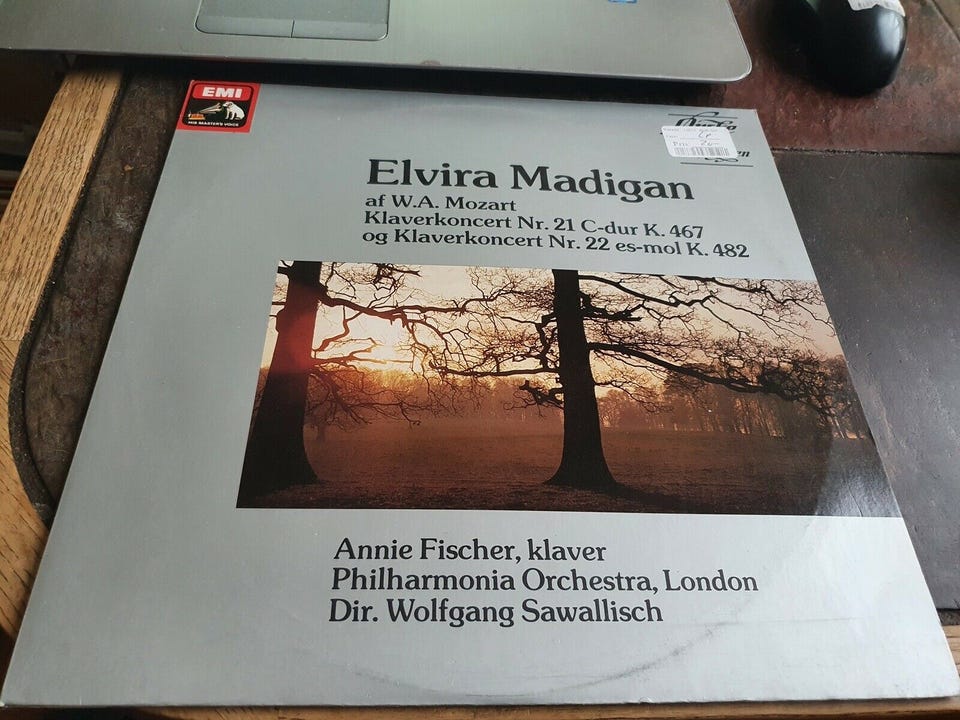 EMI
HIS MASTER'S VOICE
Elvira Madigan
af W.A. Mozart
Klaverkoncert Nr. 21 C-dur K. 467
og Klaverkoncert Nr. 22 es-mol K. 482
Annie Fischer, klaver
Philharmonia Orchestra, London
Dir. Wolfgang Sawallisch